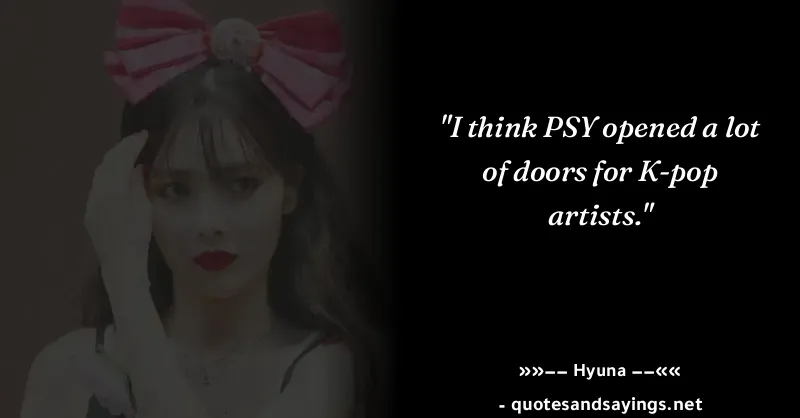 "I think PSY opened a lot
of doors for K-pop
artists."
»»−− Hyuna −−««
- quotesandsayings.net